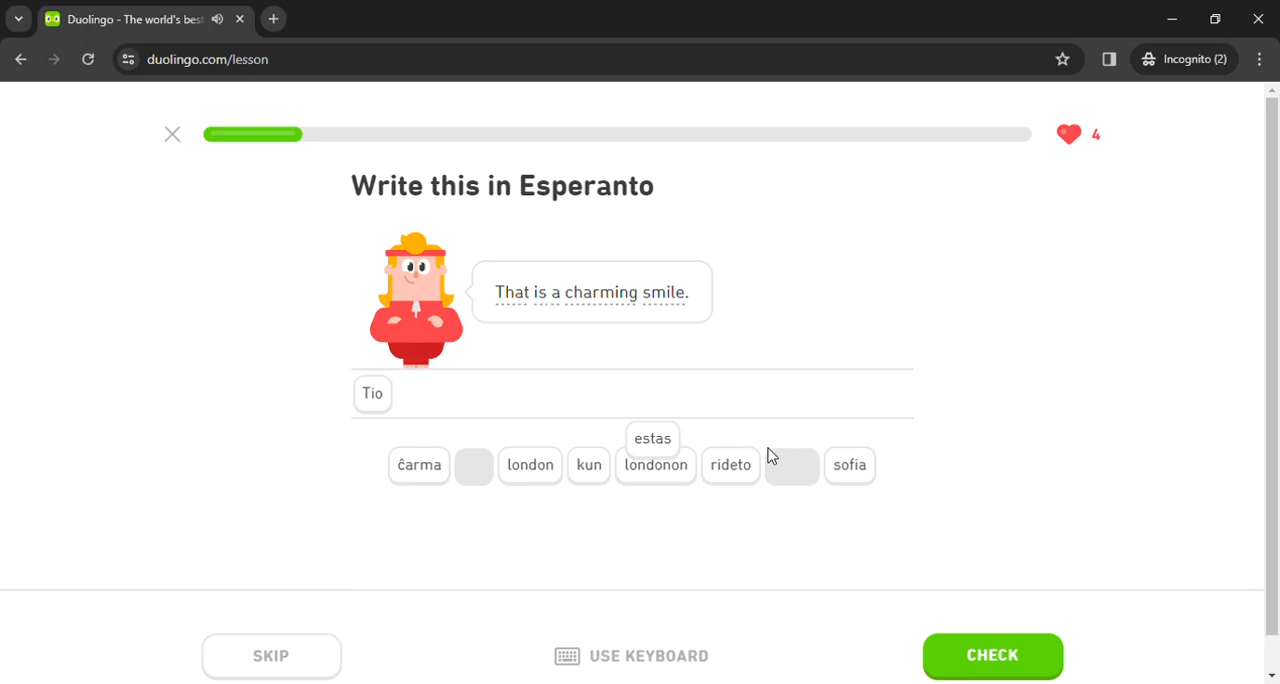 Duolingo - The world's bes
duolingo.com/lesson
Incognito (2)
4
Write this in Esperanto
That is a charming smile.
Tio
estas
ĉarma london kun londonon rideto sofia
SKIP USE KEYBOARD CHECK